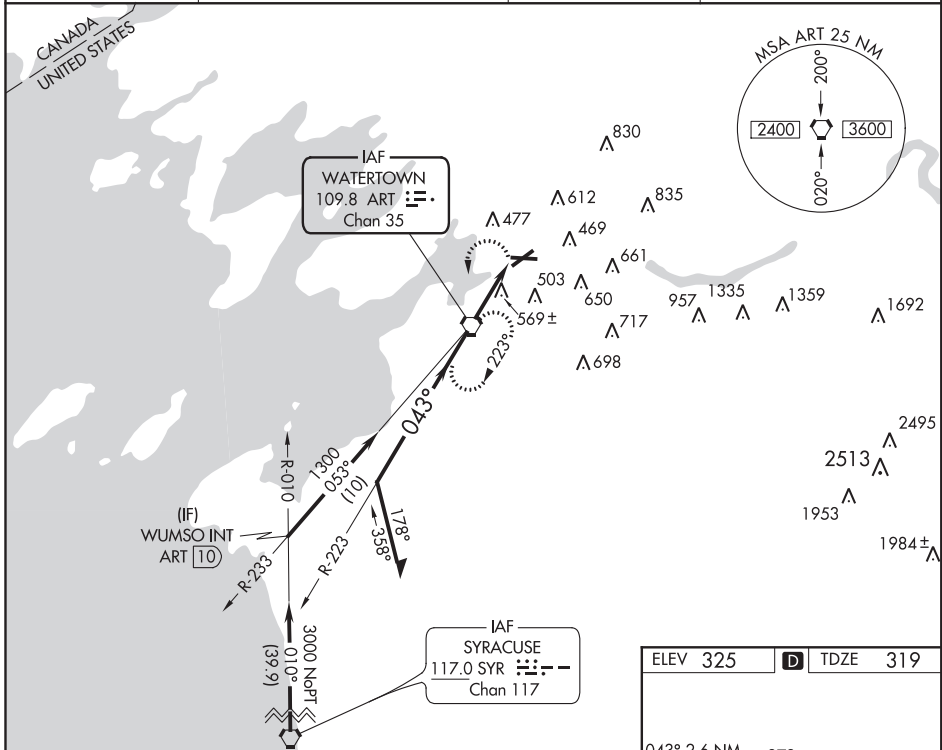 CANADA
UNITED STATES
MSA ART 25 NM
200°
2400
3600
020°
IAF
WATERTOWN
109.8 ART
Chan 35
830
612
835
477
469
661
503
650
569 ±
717
957
1335
1359
1692
698
223°
043°
2495
2513
1953
1984 ±
R-010
1300
053°
(10)
(IF)
WUMSO INT
ART 10
R-233
R-223
178°
358°
3000 NoPT
010°
(39.9)
IAF
SYRACUSE
117.0 SYR
Chan 117
ELEV 325 D TDZE 319
043° 2.6 NM